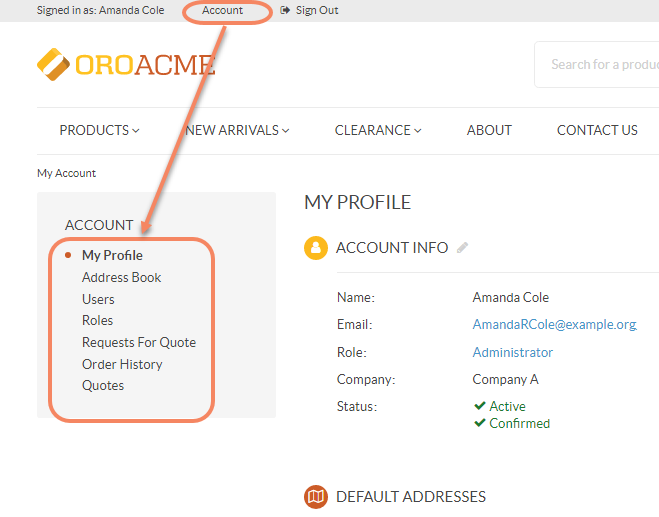 Signed in as: Amanda Cole Account Sign Out
OROACME
Search for a produc
PRODUCTS NEW ARRIVALS CLEARANCE ABOUT CONTACT US
My Account
ACCOUNT
My Profile
Address Book
Users
Roles
Requests For Quote
Order History
Quotes
MY PROFILE
ACCOUNT INFO
Name: Amanda Cole
Email: AmandaRCole@example.org
Role: Administrator
Company: Company A
Status: Active
Confirmed
DEFAULT ADDRESSES